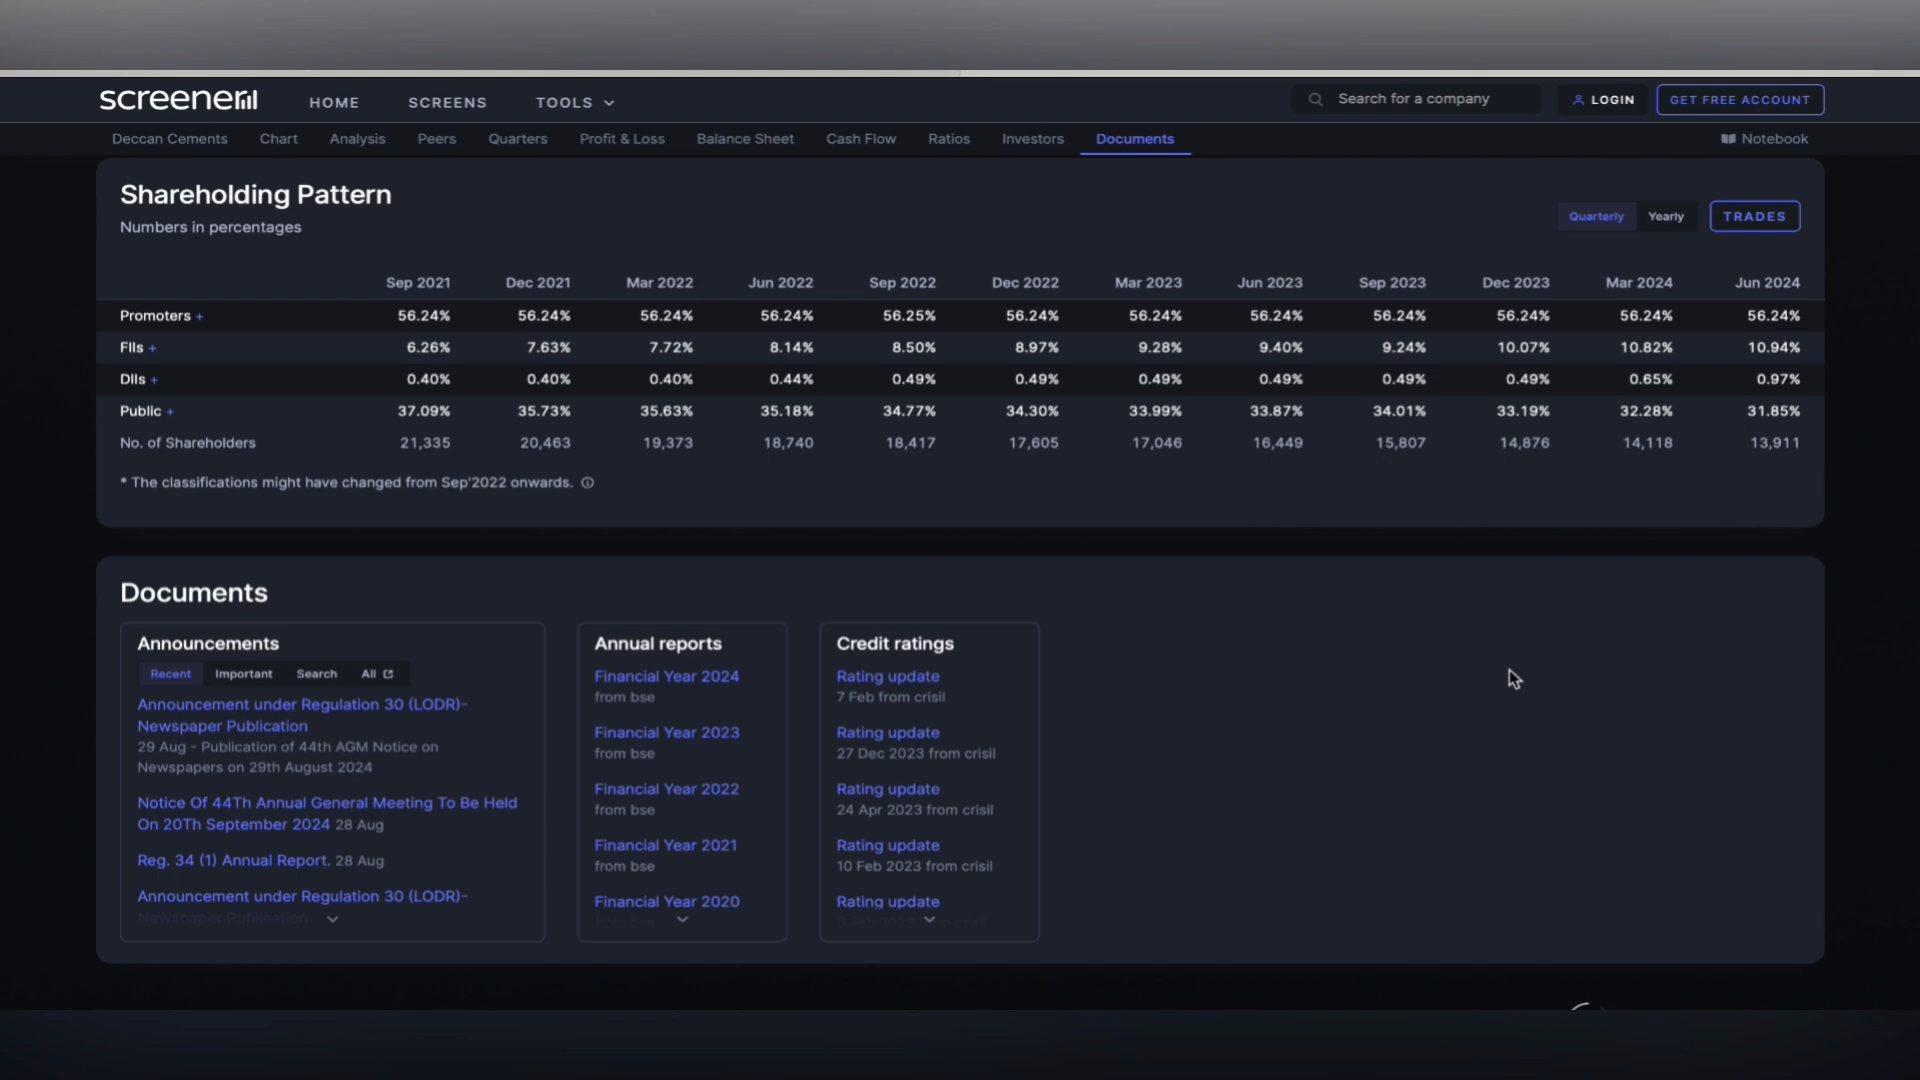 screener
HOME SCREENS TOOLS
Search for a company
LOGIN
GET FREE ACCOUNT
Deccan Cements Chart Analysis Peers Quarters Profit & Loss Balance Sheet Cash Flow Ratios Investors Documents Notebook
Shareholding Pattern
Numbers in percentages
Quarterly Yearly TRADES
Sep 2021 Dec 2021 Mar 2022 Jun 2022 Sep 2022 Dec 2022 Mar 2023 Jun 2023 Sep 2023 Dec 2023 Mar 2024 Jun 2024
Promoters + 56.24% 56.24% 56.24% 56.24% 56.25% 56.24% 56.24% 56.24% 56.24% 56.24% 56.24% 56.24%
FIIs + 6.26% 7.63% 7.72% 8.14% 8.50% 8.97% 9.28% 9.40% 9.24% 10.07% 10.82% 10.94%
DIIs + 0.40% 0.40% 0.40% 0.44% 0.49% 0.49% 0.49% 0.49% 0.49% 0.49% 0.65% 0.97%
Public + 37.09% 35.73% 35.63% 35.18% 34.77% 34.30% 33.99% 33.87% 34.01% 33.19% 32.28% 31.85%
No. of Shareholders 21,335 20,463 19,373 18,740 18,417 17,605 17,046 16,449 15,807 14,876 14,118 13,911
* The classifications might have changed from Sep'2022 onwards.
Documents
Announcements
Recent Important Search All
Announcement under Regulation 30 (LODR)-
Newspaper Publication
29 Aug - Publication of 44th AGM Notice on
Newspapers on 29th August 2024
Notice Of 44Th Annual General Meeting To Be Held
On 20Th September 2024 28 Aug
Reg. 34 (1) Annual Report. 28 Aug
Announcement under Regulation 30 (LODR)-
Newspaper Publication
Annual reports
Financial Year 2024
from bse
Financial Year 2023
from bse
Financial Year 2022
from bse
Financial Year 2021
from bse
Financial Year 2020
Credit ratings
Rating update
7 Feb from crisil
Rating update
27 Dec 2023 from crisil
Rating update
24 Apr 2023 from crisil
Rating update
10 Feb 2023 from crisil
Rating update